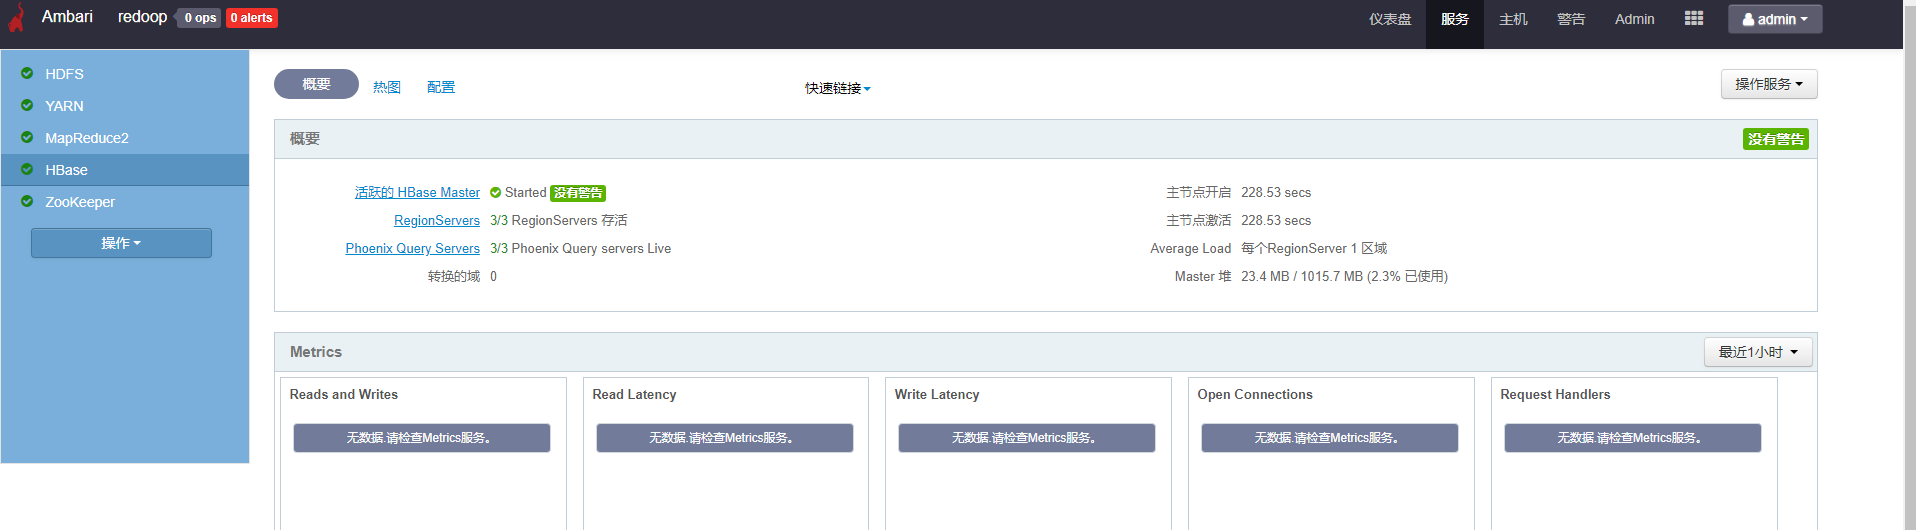 Ambari redoop 0 ops 0 alerts 仪表盘 服务 主机 警告 Admin admin
HDFS
YARN
MapReduce2
HBase
ZooKeeper
操作
概要 热图 配置 快速链接 操作服务
概要 没有警告
活跃的 HBase Master Started 没有警告 主节点开启 228.53 secs
RegionServers 3/3 RegionServers 存活 主节点激活 228.53 secs
Phoenix Query Servers 3/3 Phoenix Query servers Live Average Load 每个RegionServer 1 区域
转换的域 0 Master 堆 23.4 MB / 1015.7 MB (2.3% 已使用)
Metrics 最近1小时
Reads and Writes Read Latency Write Latency Open Connections Request Handlers
无数据.请检查Metrics服务。 无数据.请检查Metrics服务。 无数据.请检查Metrics服务。 无数据.请检查Metrics服务。 无数据.请检查Metrics服务。